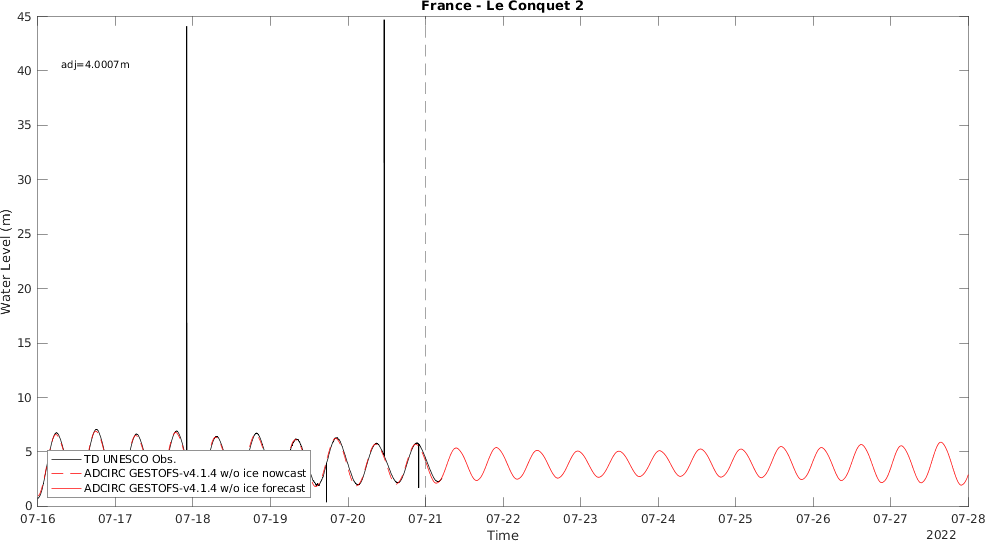 France - Le Conquet 2
45
40
35
30
25
20
15
10
5
0
Water Level (m)
adj=4.0007m
TD UNESCO Obs.
ADCIRC GESTOFS-v4.1.4 w/o ice nowcast
ADCIRC GESTOFS-v4.1.4 w/o ice forecast
07-16 07-17 07-18 07-19 07-20 07-21 07-22 07-23 07-24 07-25 07-26 07-27 07-28
Time
2022